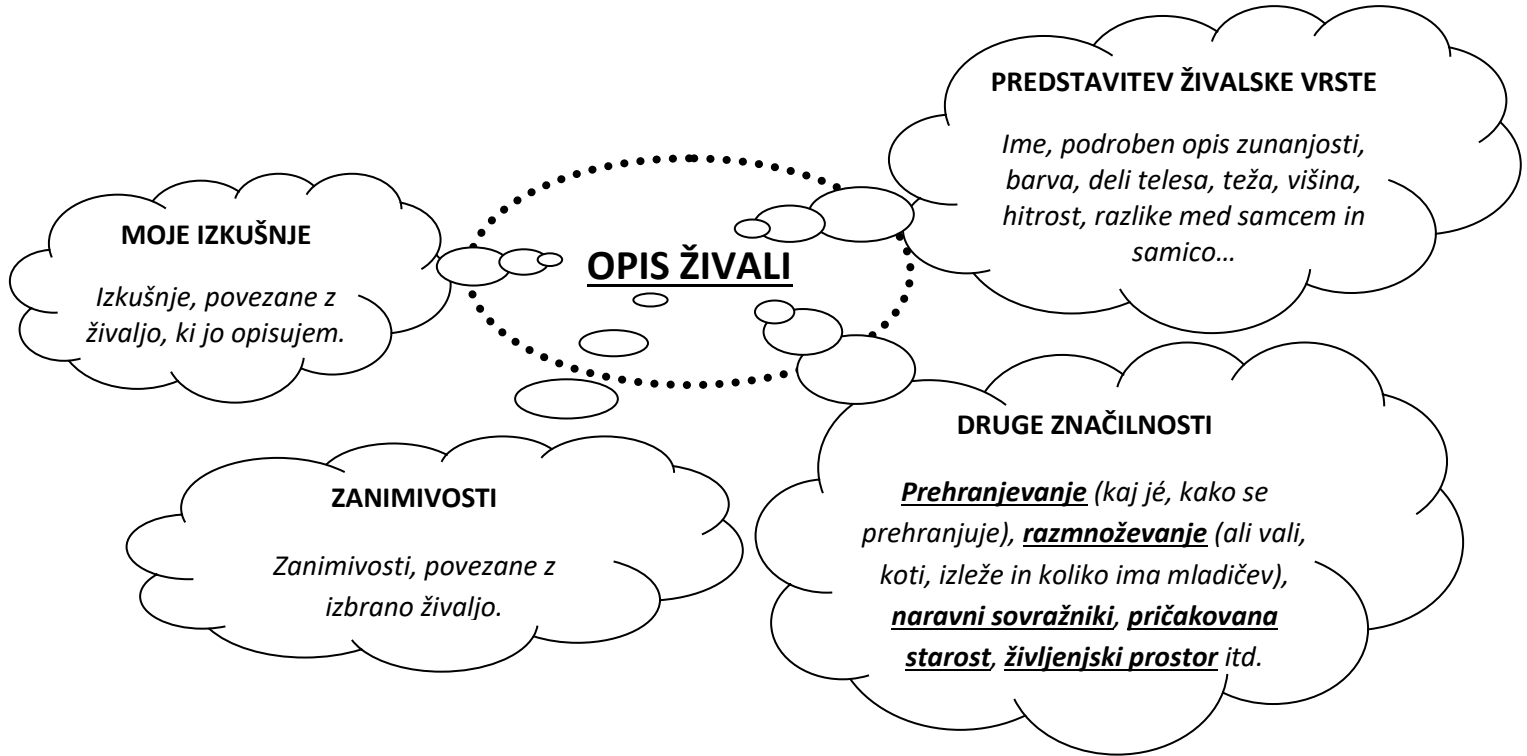 OPIS ŽIVALI
PREDSTAVITEV ŽIVALSKE VRSTE
Ime, podroben opis zunanjosti,
barva, deli telesa, teža, višina,
hitrost, razlike med samcem in
samico…
MOJE IZKUŠNJE
Izkušnje, povezane z
živaljo, ki jo opisujem.
DRUGE ZNAČILNOSTI
Prehranjevanje (kaj jé, kako se
prehranjuje), razmnoževanje (ali vali,
koti, izleže in koliko ima mladičev),
naravni sovražniki, pričakovana
starost, življenjski prostor itd.
ZANIMIVOSTI
Zanimivosti, povezane z
izbrano živaljo.